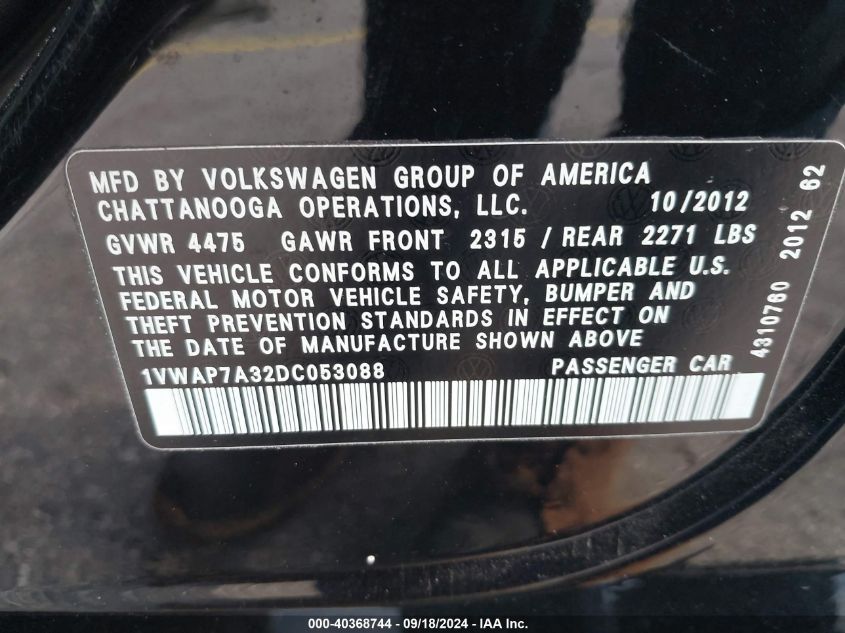 MFD BY VOLKSWAGEN GROUP OF AMERICA
CHATTANOOGA OPERATIONS, LLC. 10/2012
GVWR 4475 GAWR FRONT 2315 / REAR 2271 LBS
THIS VEHICLE CONFORMS TO ALL APPLICABLE U.S.
FEDERAL MOTOR VEHICLE SAFETY, BUMPER AND
THEFT PREVENTION STANDARDS IN EFFECT ON
THE DATE OF MANUFACTURE SHOWN ABOVE
1VWAP7A32DC053088 PASSENGER CAR
4310760 2012 62
000-40368744 - 09/18/2024 - IAA Inc.